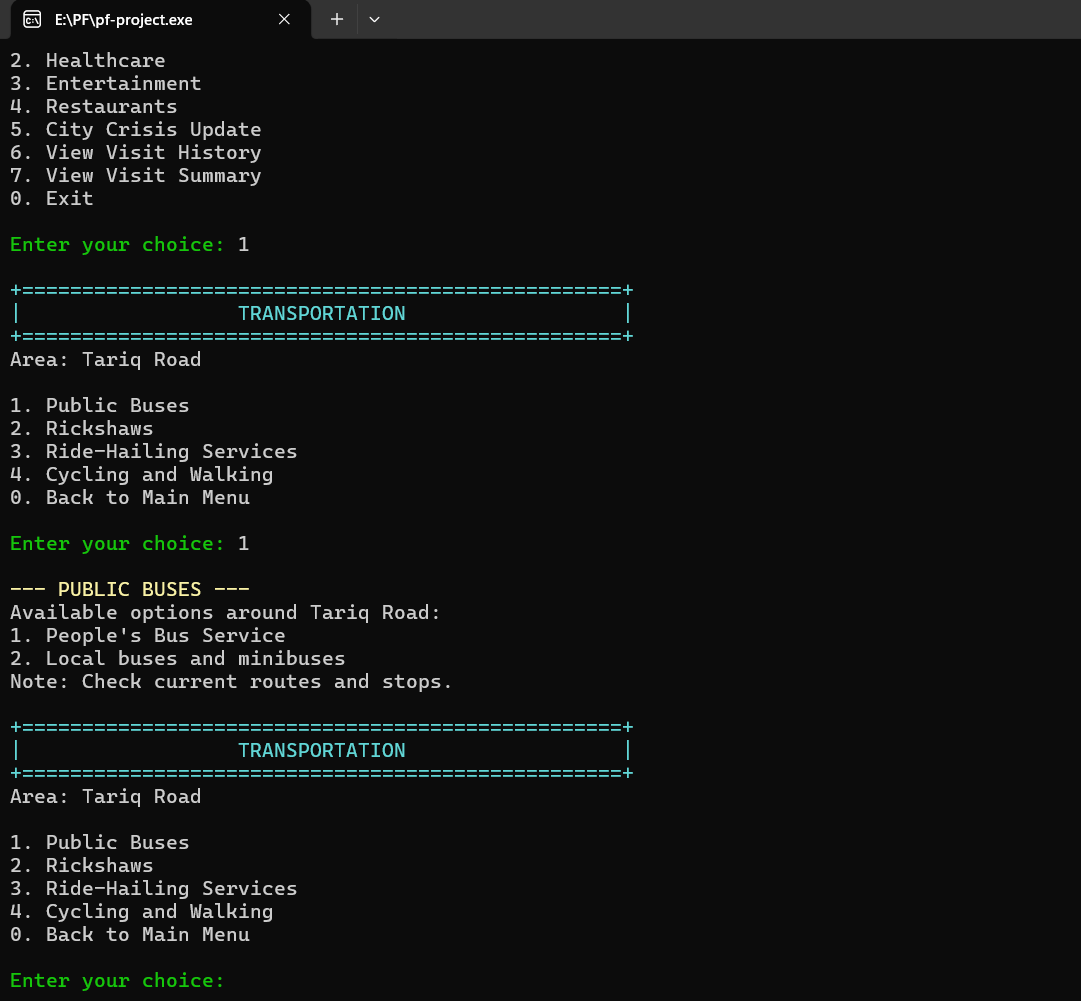 E:\PF\pf-project.exe
2. Healthcare
3. Entertainment
4. Restaurants
5. City Crisis Update
6. View Visit History
7. View Visit Summary
0. Exit
Enter your choice: 1
+==================================================+
|                  TRANSPORTATION                  |
+==================================================+
Area: Tariq Road
1. Public Buses
2. Rickshaws
3. Ride-Hailing Services
4. Cycling and Walking
0. Back to Main Menu
Enter your choice: 1
--- PUBLIC BUSES ---
Available options around Tariq Road:
1. People's Bus Service
2. Local buses and minibuses
Note: Check current routes and stops.
+==================================================+
|                  TRANSPORTATION                  |
+==================================================+
Area: Tariq Road
1. Public Buses
2. Rickshaws
3. Ride-Hailing Services
4. Cycling and Walking
0. Back to Main Menu
Enter your choice: